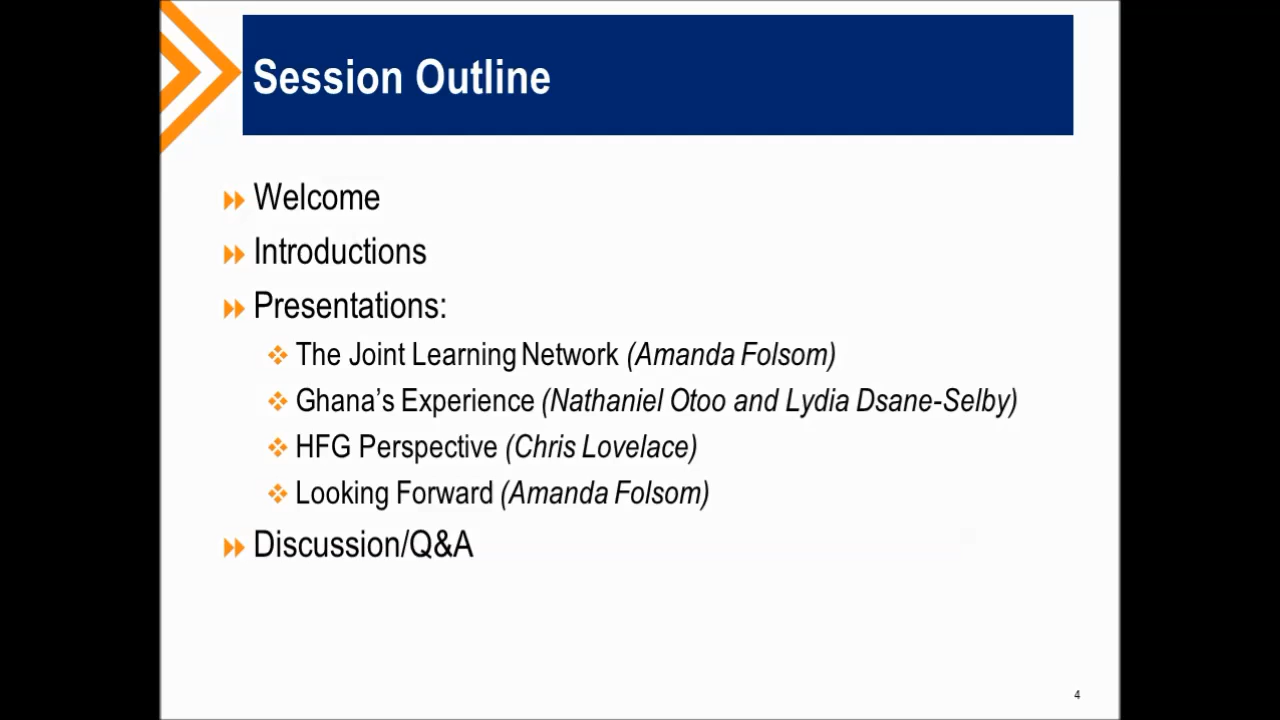 Session Outline
Welcome
Introductions
Presentations:
The Joint Learning Network (Amanda Folsom)
Ghana’s Experience (Nathaniel Otoo and Lydia Dsane-Selby)
HFG Perspective (Chris Lovelace)
Looking Forward (Amanda Folsom)
Discussion/Q&A
4